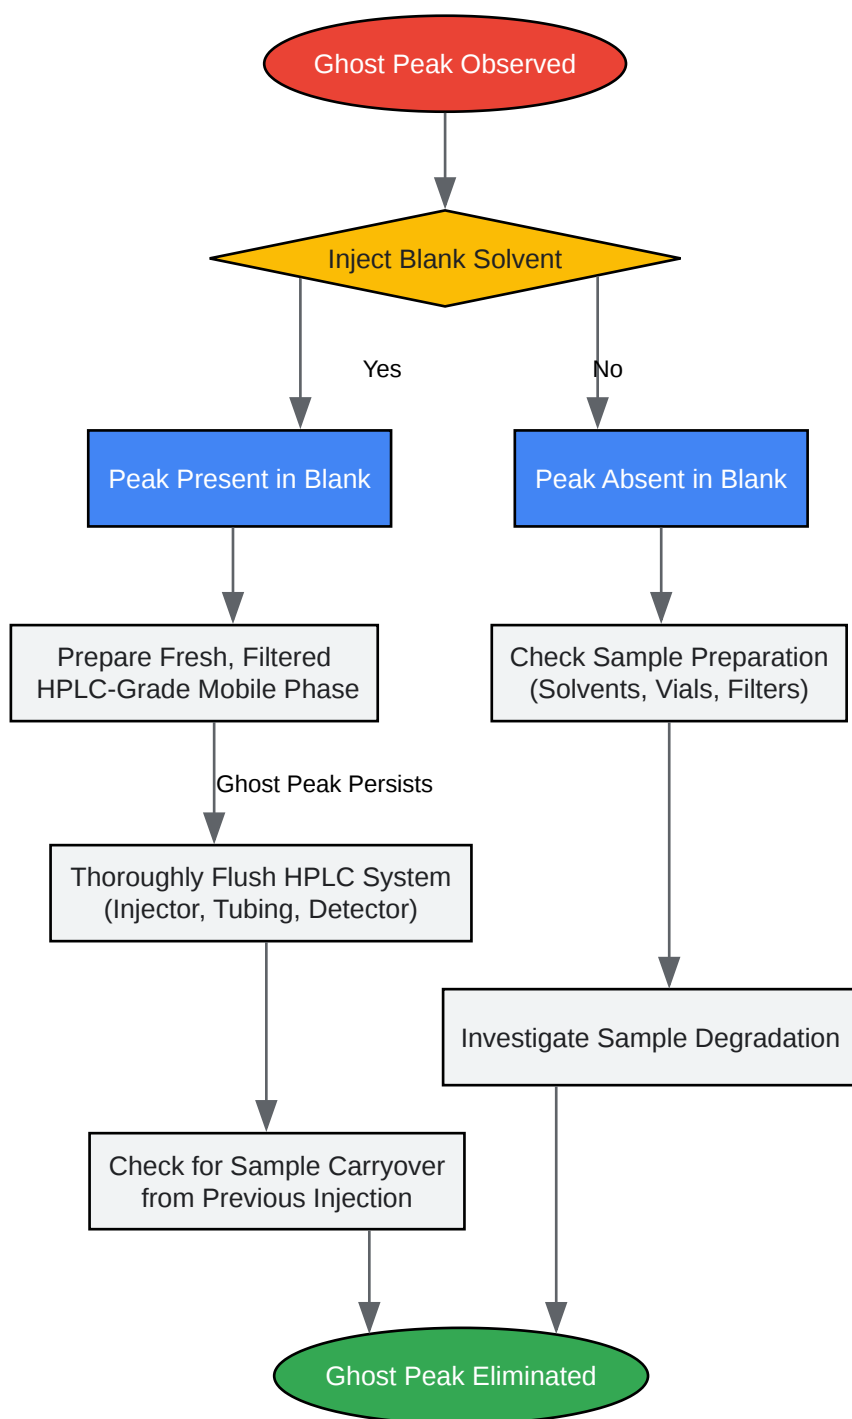 Ghost Peak Observed
Inject Blank Solvent
Yes
No
Peak Present in Blank
Peak Absent in Blank
Prepare Fresh, Filtered
HPLC-Grade Mobile Phase
Check Sample Preparation
(Solvents, Vials, Filters)
Ghost Peak Persists
Thoroughly Flush HPLC System
(Injector, Tubing, Detector)
Investigate Sample Degradation
Check for Sample Carryover
from Previous Injection
Ghost Peak Eliminated